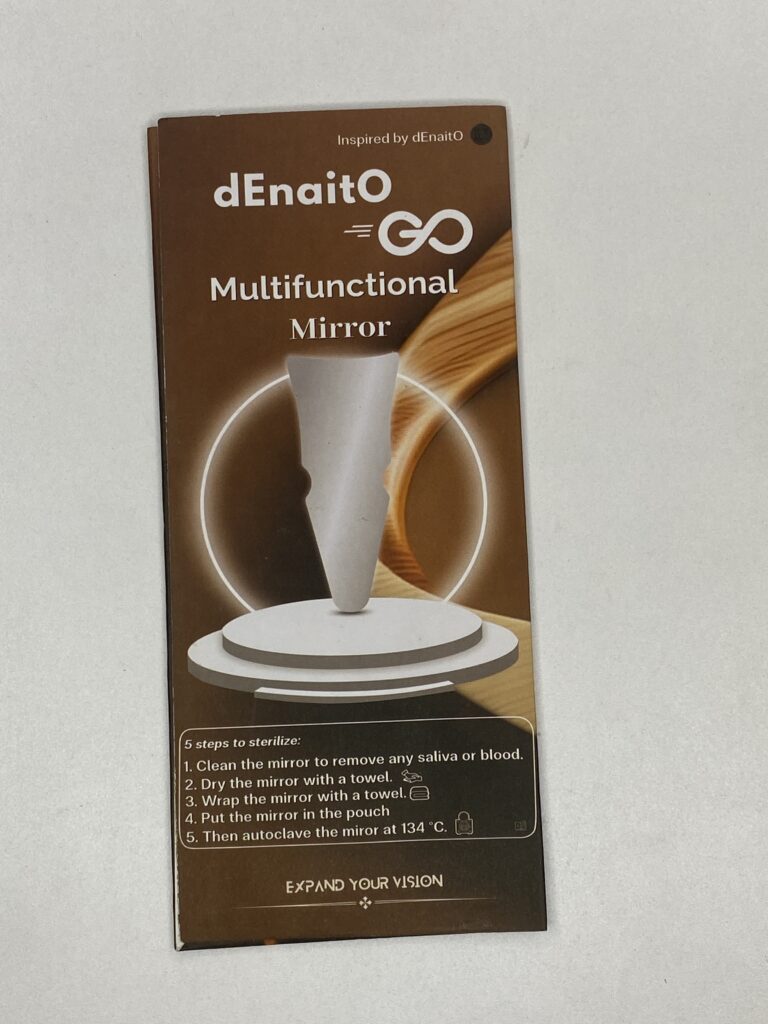 Inspired by dEnaitO
dEnaitO
GO
Multifunctional
Mirror
5 steps to sterilize:
1. Clean the mirror to remove any saliva or blood.
2. Dry the mirror with a towel.
3. Wrap the mirror with a towel.
4. Put the mirror in the pouch
5. Then autoclave the miror at 134 °C.
EXPAND YOUR VISION